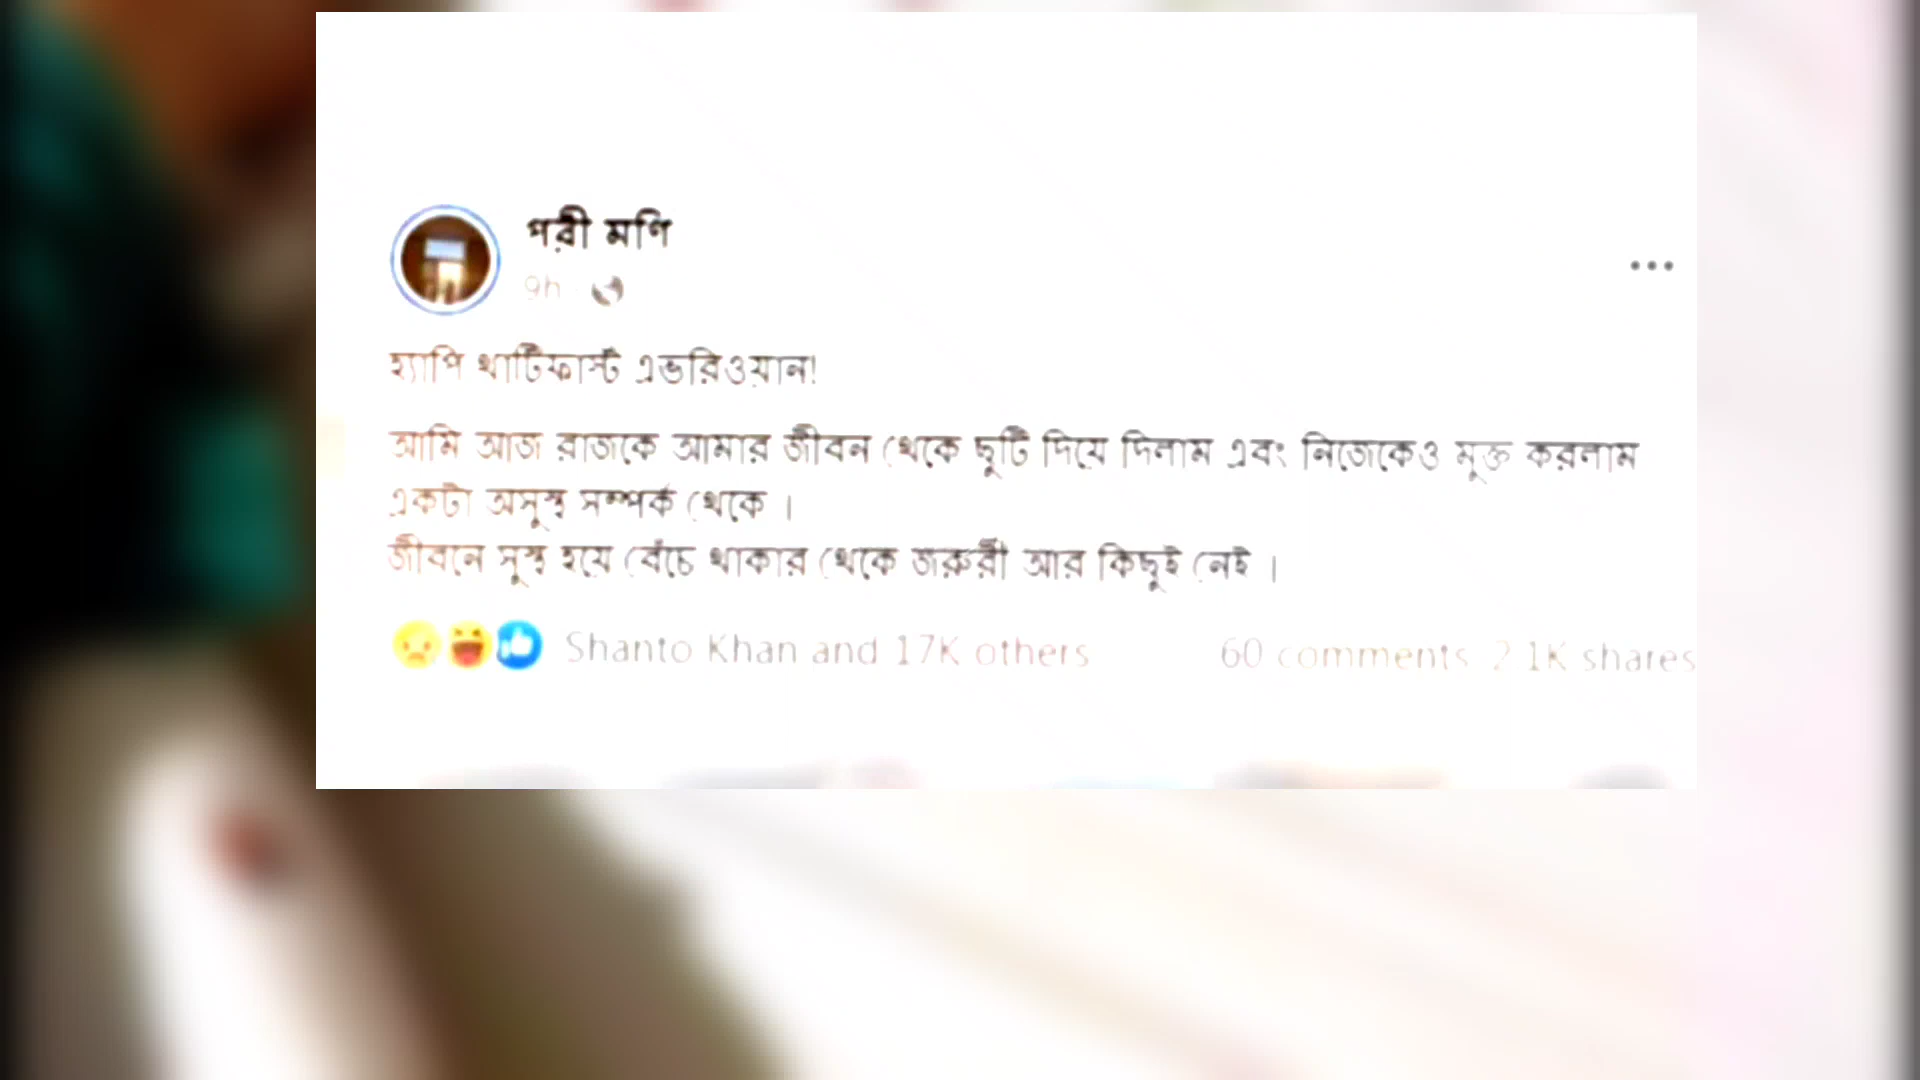 পরী মণি
9h
হ্যাপি থার্টিফার্স্ট এভরিওয়ান!
আমি আজ রাজকে আমার জীবন থেকে ছুটি দিয়ে দিলাম এবং নিজেকেও মুক্ত করলাম
একটা অসুস্থ সম্পর্ক থেকে ।
জীবনে সুস্থ হয়ে বেঁচে থাকার থেকে জরুরী আর কিছুই নেই ।
Shanto Khan and 17K others 60 comments 2.1K shares